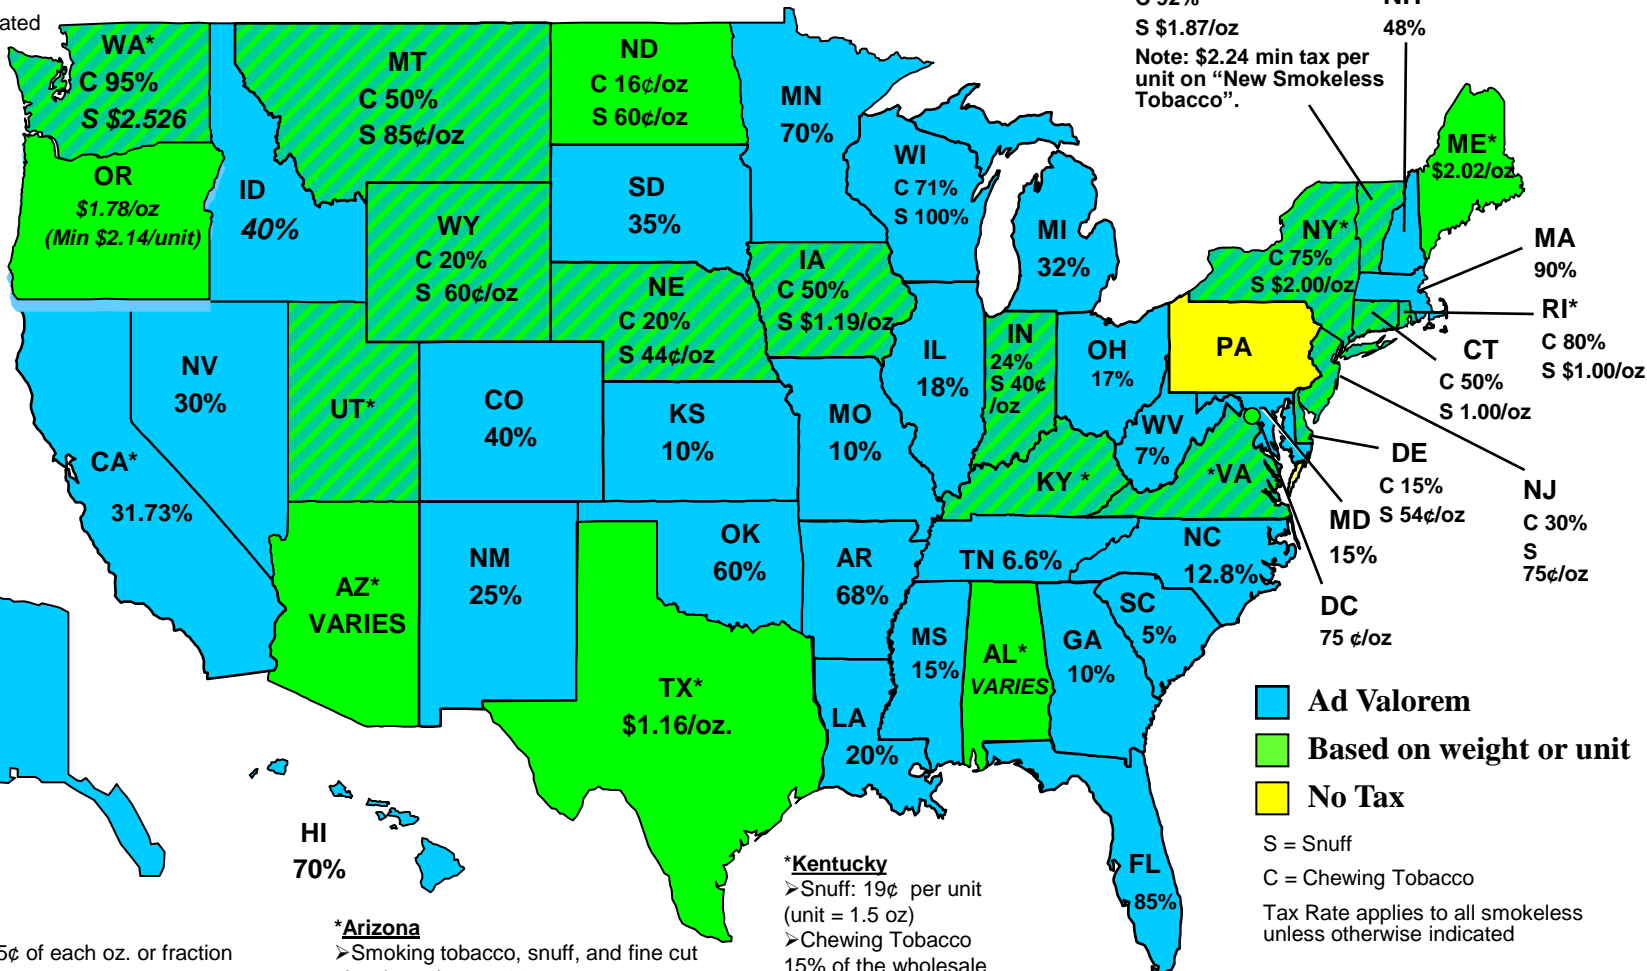 ated
WA*
C 95%
S $2.526
MT
C 50%
S 85¢/oz
ND
C 16¢/oz
S 60¢/oz
MN
70%
S $1.87/oz
Note: $2.24 min tax per
unit on “New Smokeless
Tobacco”.
48%
OR
$1.78/oz
(Min $2.14/unit)
ID
40%
WY
C 20%
S 60¢/oz
SD
35%
WI
C 71%
S 100%
MI
32%
ME*
$2.02/oz
NY*
C 75%
S $2.00/oz
MA
90%
RI*
C 80%
S $1.00/oz
CT
C 50%
S 1.00/oz
NE
C 20%
S 44¢/oz
IA
C 50%
S $1.19/oz
IL
18%
IN
24%
S 40¢
/oz
OH
17%
PA
NV
30%
UT*
CO
40%
KS
10%
MO
10%
WV
7%
KY *
*VA
DE
C 15%
S 54¢/oz
NJ
C 30%
S
75¢/oz
MD
15%
DC
75 ¢/oz
CA*
31.73%
AZ*
VARIES
NM
25%
OK
60%
AR
68%
TN 6.6%
NC
12.8%
SC
5%
TX*
$1.16/oz.
LA
20%
MS
15%
AL*
VARIES
GA
10%
FL
85%
HI
70%
Ad Valorem
Based on weight or unit
No Tax
S = Snuff
C = Chewing Tobacco
Tax Rate applies to all smokeless
unless otherwise indicated
5¢ of each oz. or fraction
*Arizona
➢Smoking tobacco, snuff, and fine cut
*Kentucky
➢Snuff: 19¢ per unit
(unit = 1.5 oz)
➢Chewing Tobacco
15% of the wholesale